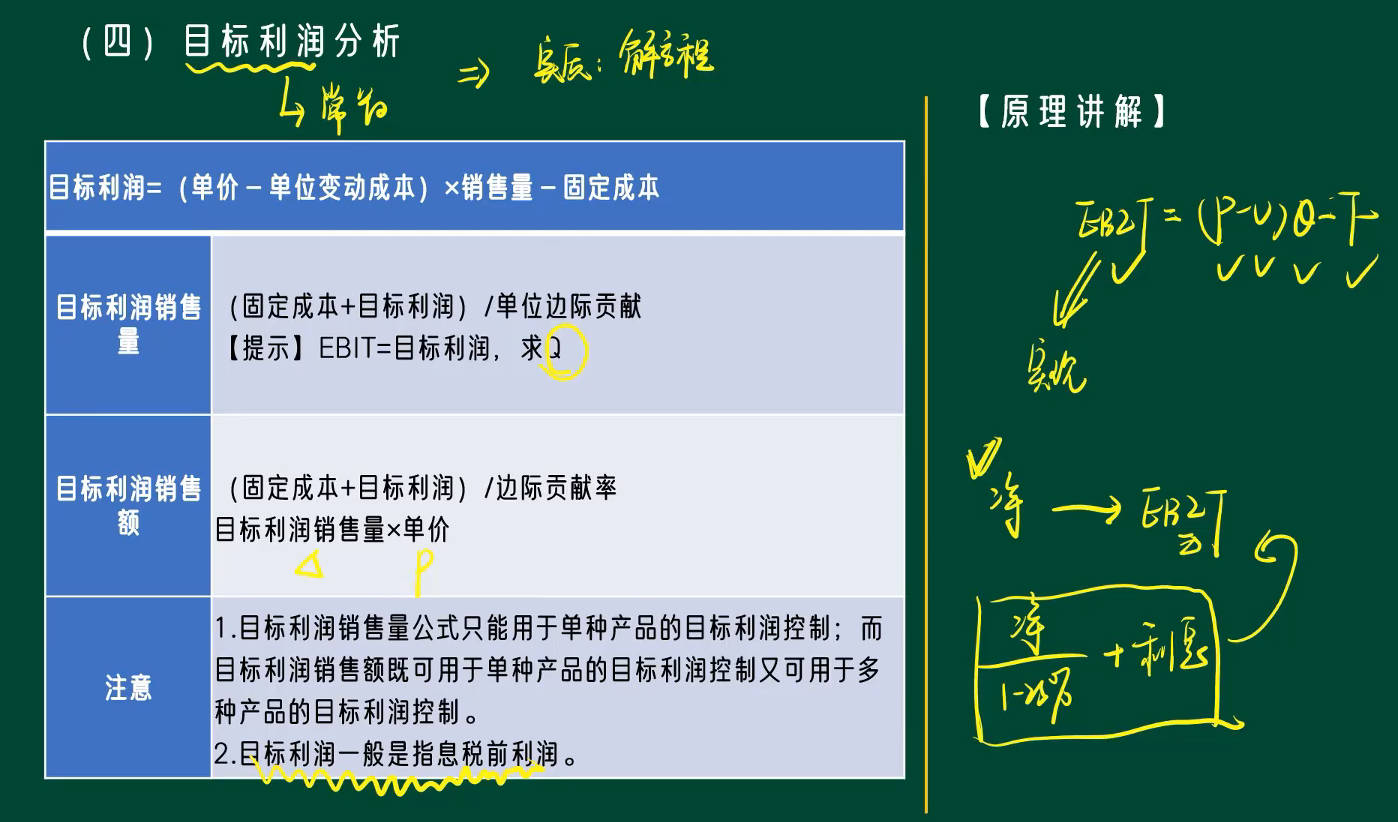 (四)目标利润分析
⇒ 实质：解方程
↳常考
目标利润=（单价－单位变动成本）×销售量－固定成本
目标利润销售量
（固定成本+目标利润）/单位边际贡献
【提示】EBIT=目标利润，求Q
目标利润销售额
（固定成本+目标利润）/边际贡献率
目标利润销售量×单价
△ P
注意
1.目标利润销售量公式只能用于单种产品的目标利润控制；而
目标利润销售额既可用于单种产品的目标利润控制又可用于多
种产品的目标利润控制。
2.目标利润一般是指息税前利润。
【原理讲解】
EBIT=(P-V)Q-F
实现
净 → EBIT
净
1-25% +利息